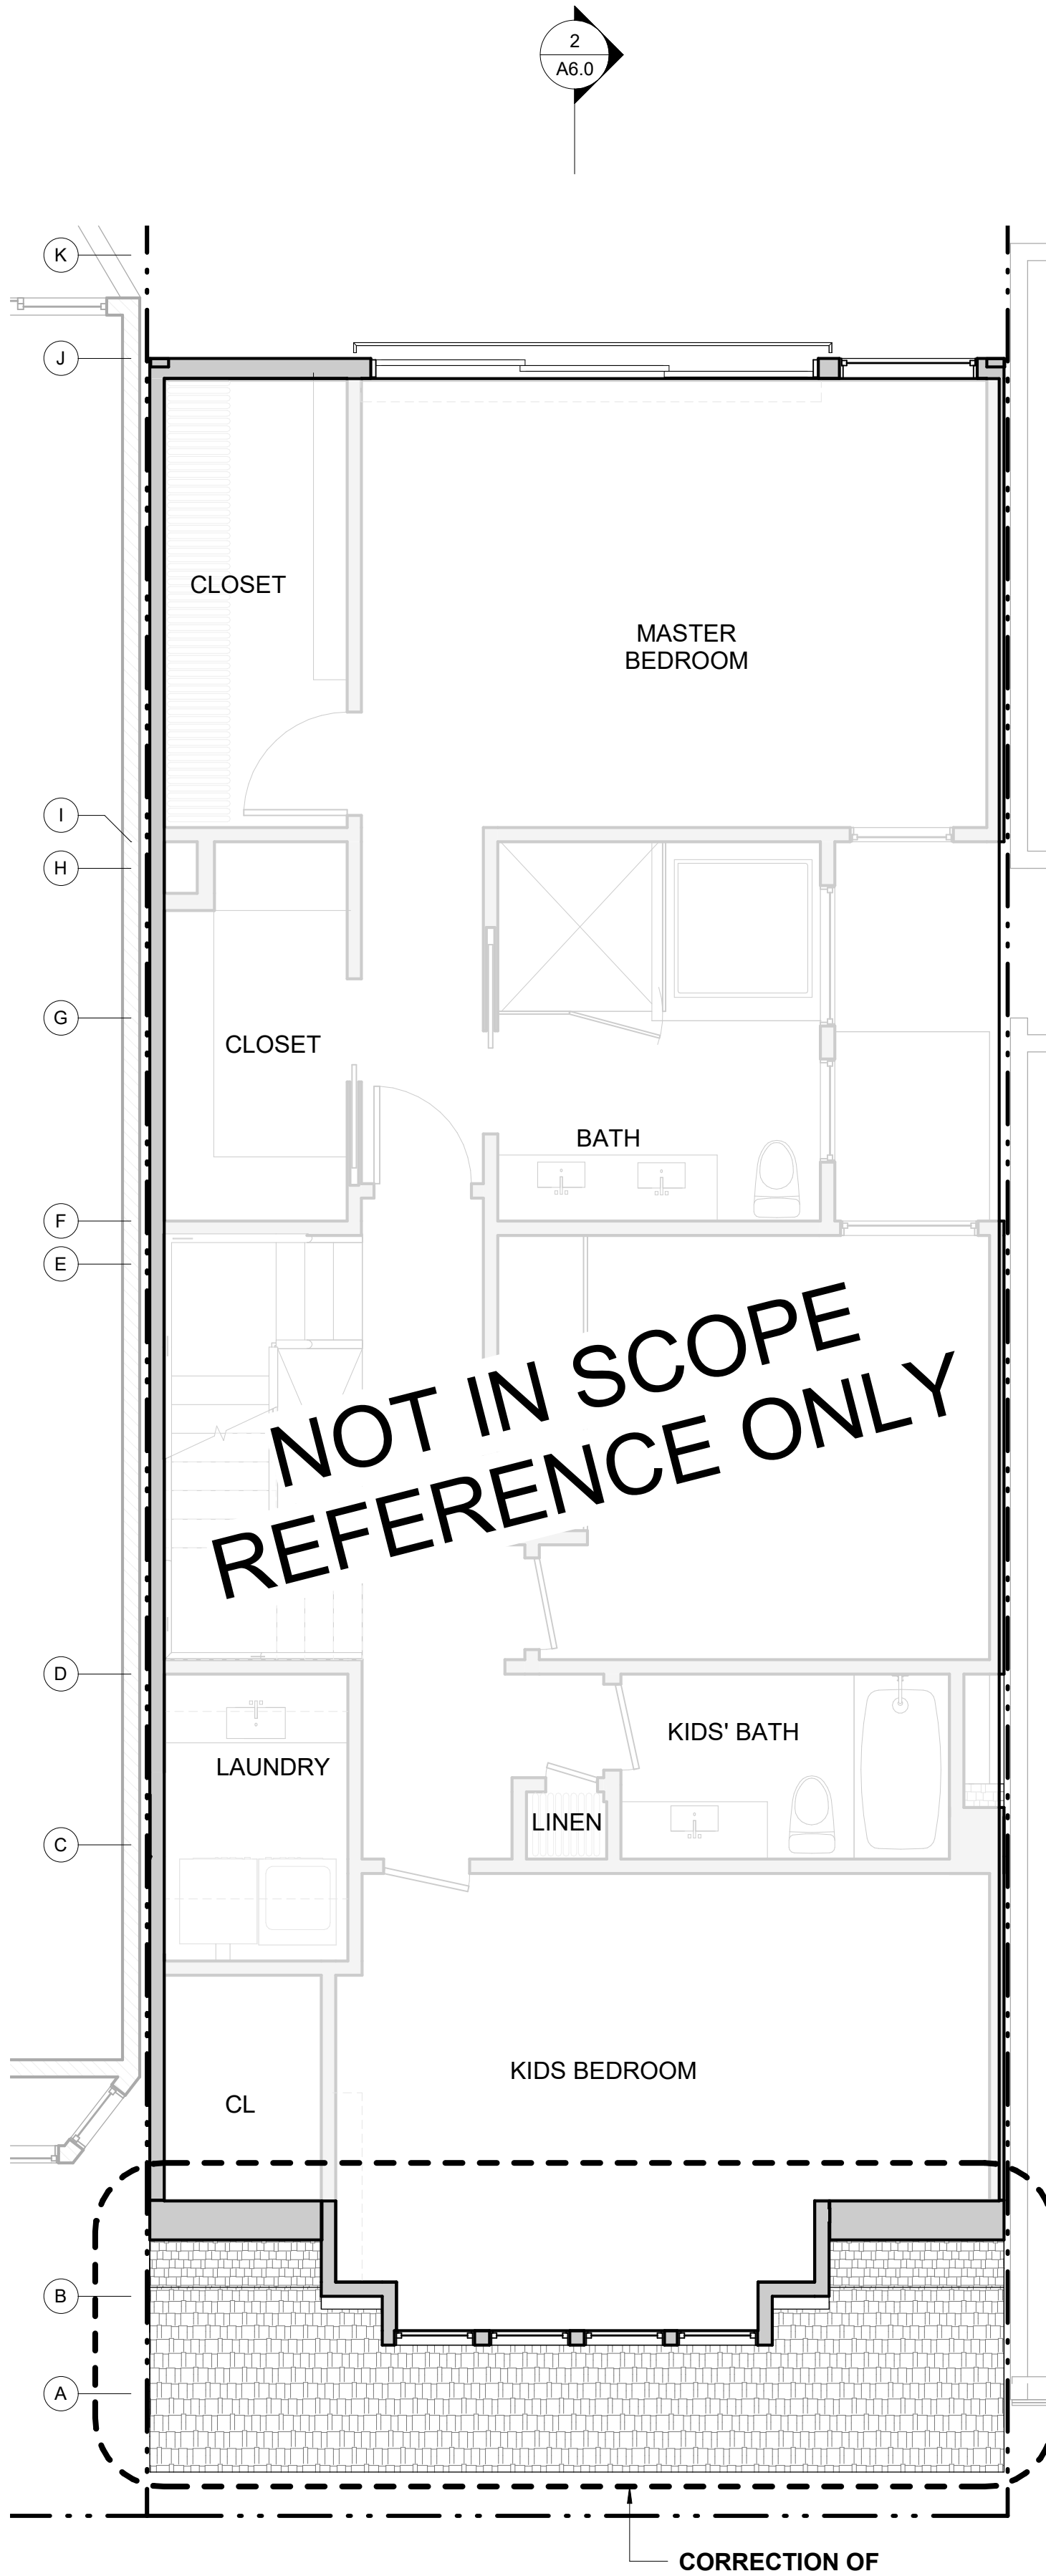 2
A6.0
K
J
CLOSET
MASTER
BEDROOM
I
H
G
CLOSET
BATH
F
E
NOT IN SCOPE
REFERENCE ONLY
D
KIDS' BATH
LAUNDRY
LINEN
C
KIDS BEDROOM
CL
B
A
CORRECTION OF